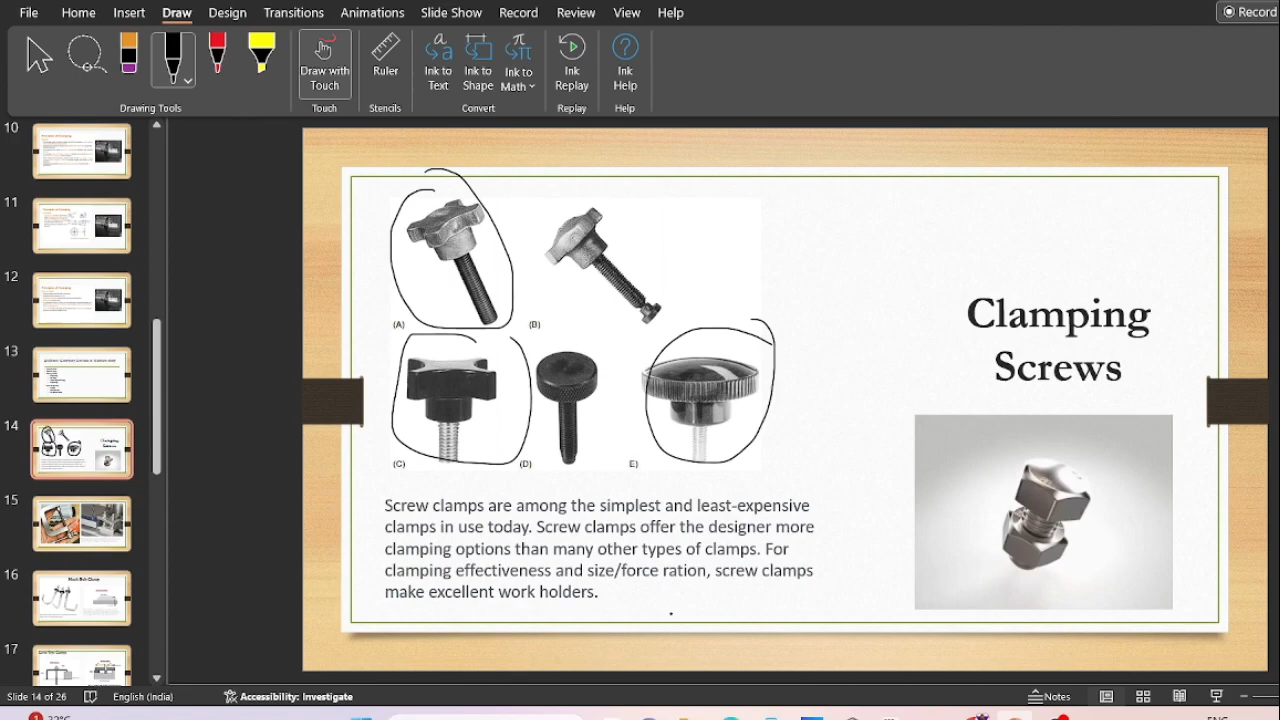 File Home Insert Draw Design Transitions Animations Slide Show Record Review View Help Record
Draw with Touch
Ruler
Ink to Text
Ink to Shape
Ink to Math
Ink Replay
Ink Help
Drawing Tools Touch Stencils Convert Replay Help
10
11
12
13
14
15
16
17
(A) (B)
(C) (D) E)
Clamping
Screws
Screw clamps are among the simplest and least-expensive
clamps in use today. Screw clamps offer the designer more
clamping options than many other types of clamps. For
clamping effectiveness and size/force ration, screw clamps
make excellent work holders.
Slide 14 of 26 English (India) Accessibility: Investigate Notes